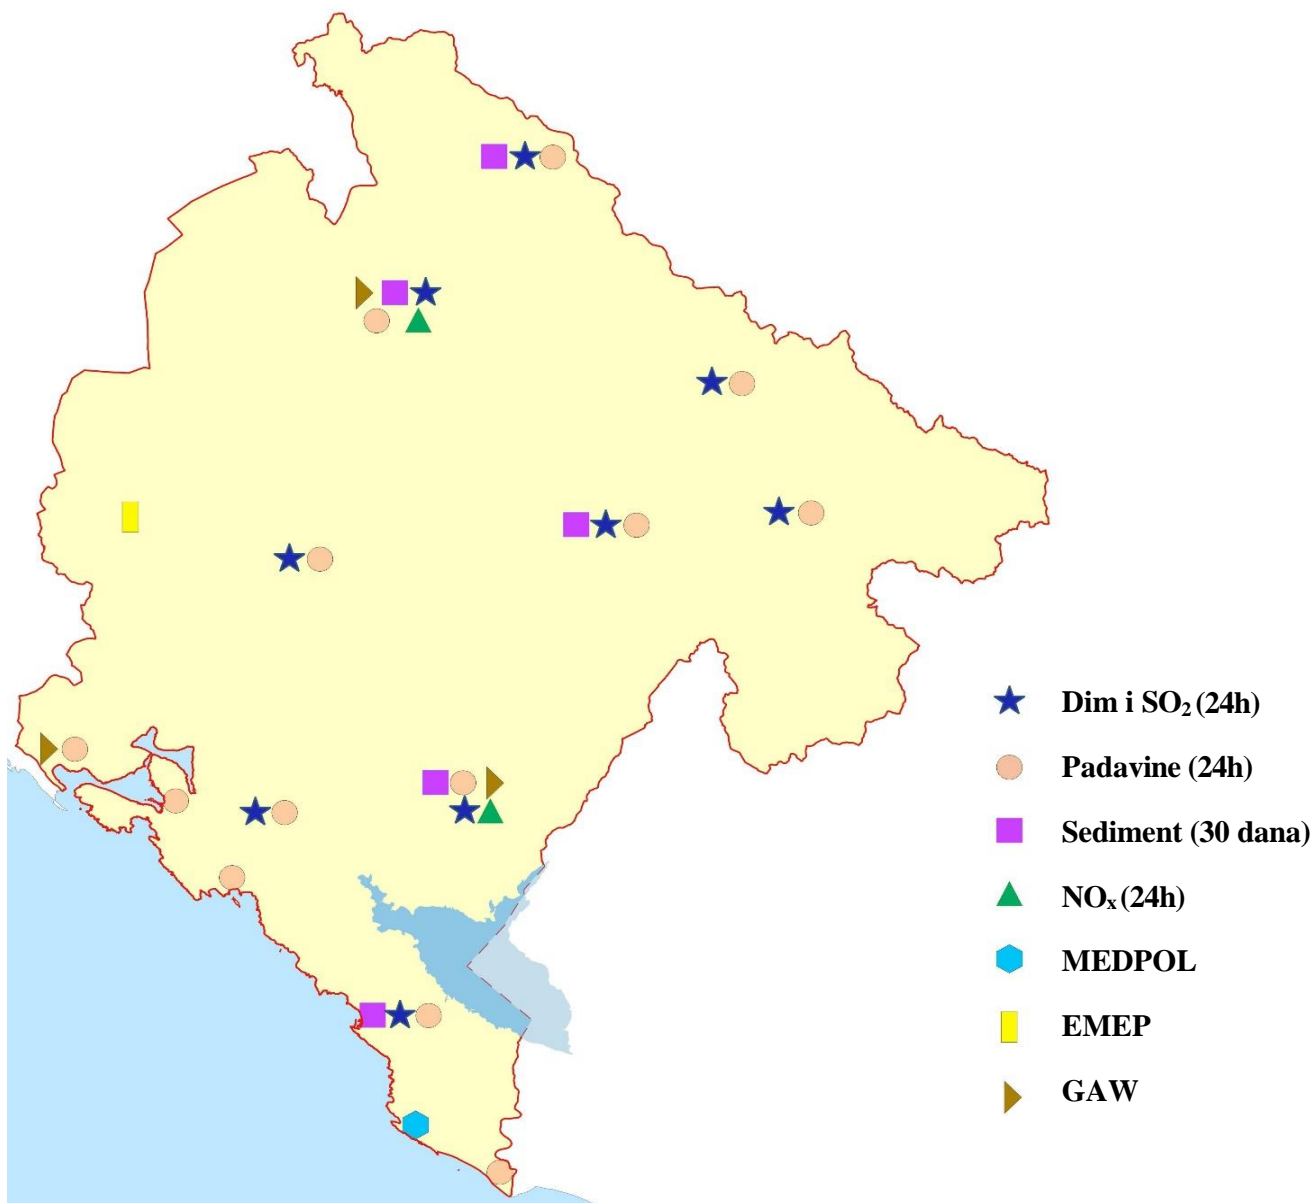 Dim i SO₂ (24h)
Padavine (24h)
Sediment (30 dana)
NOₓ (24h)
MEDPOL
EMEP
GAW